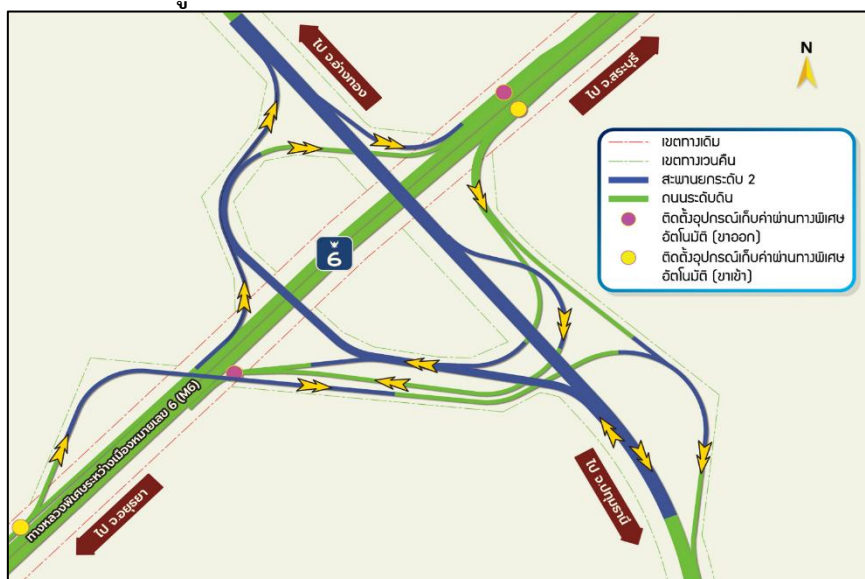 ไป จ.อ่างทอง
ไป จ.สระบุรี
N
เขตทางเดิม
เขตทางเวนคืน
สะพานยกระดับ 2
ถนนระดับดิน
ติดตั้งอุปกรณ์เก็บค่าผ่านทางพิเศษ
อัตโนมัติ (ขาออก)
ติดตั้งอุปกรณ์เก็บค่าผ่านทางพิเศษ
อัตโนมัติ (ขาเข้า)
6
ทางหลวงพิเศษระหว่างเมืองหมายเลข 6 (M6)
ไป จ.อยุธยา
ไป จ.ปทุมธานี